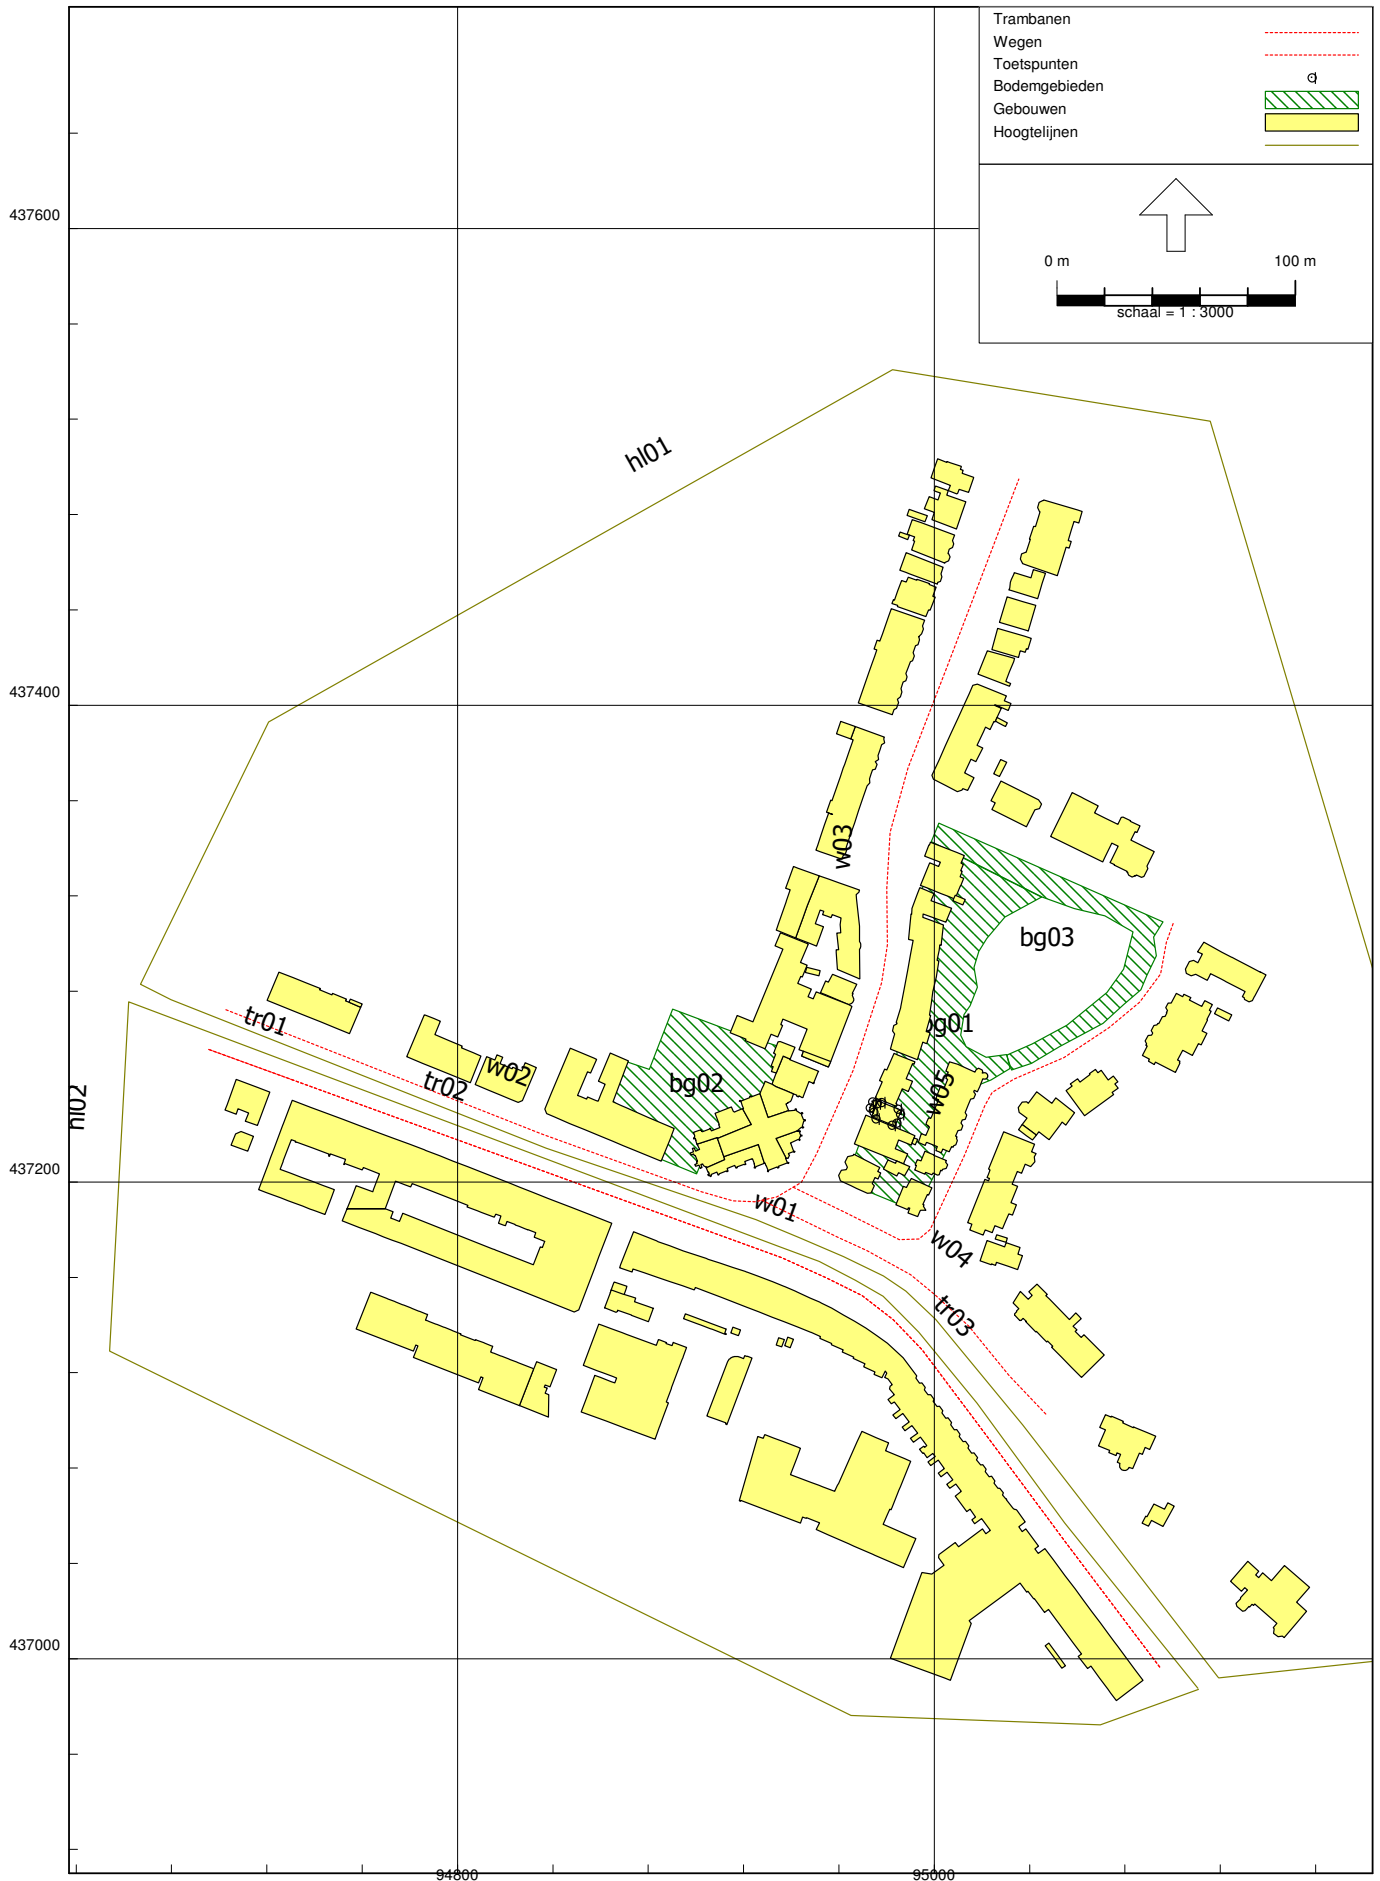 Trambanen
Wegen
Toetspunten
Bodemgebieden
Gebouwen
Hoogtelijnen
437600
0 m 100 m
schaal = 1 : 3000
hl01
437400
w03
bg03
tr01
bg01
w02
tr02
bg02
w05
hl02
437200
w01
w04
tr03
437000
94800 95000